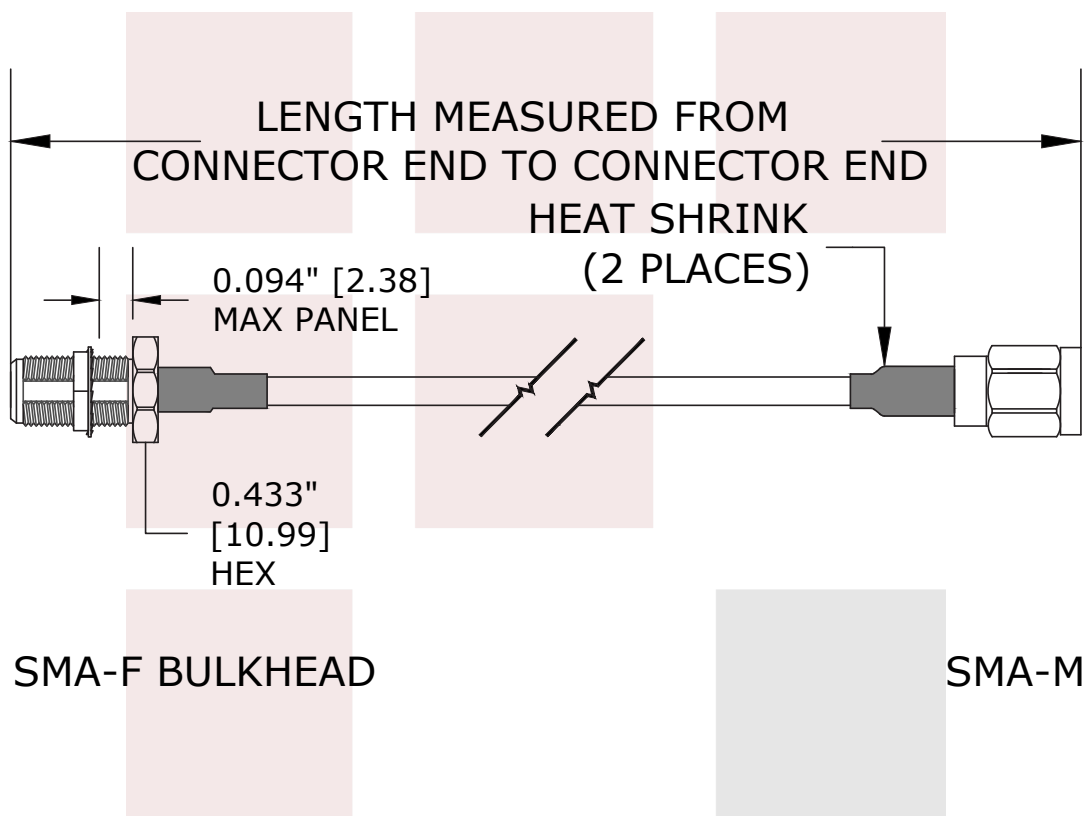 LENGTH MEASURED FROM
CONNECTOR END TO CONNECTOR END
HEAT SHRINK
(2 PLACES)
0.094" [2.38]
MAX PANEL
0.433"
[10.99]
HEX
SMA-F BULKHEAD
SMA-M